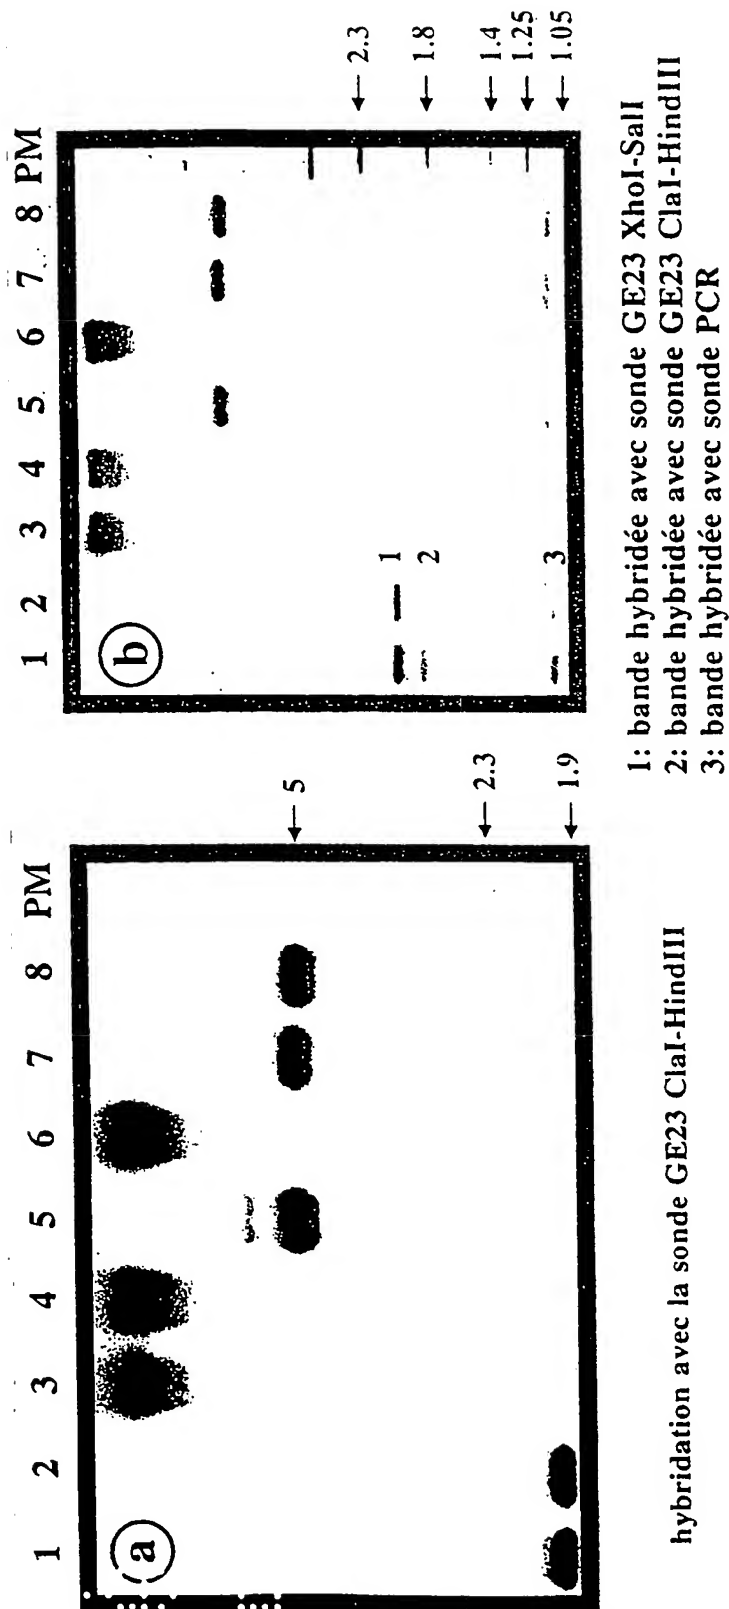 1 2 3 4 5 6 7 8 PM
a
← 5
← 2.3
← 1.9
hybridation avec la sonde GE23 ClaI-HindIII
1 2 3 4 5 6 7 8 PM
b
1
2
3
← 2.3
← 1.8
← 1.4
← 1.25
← 1.05
1: bande hybridée avec sonde GE23 XhoI-SalI
2: bande hybridée avec sonde GE23 ClaI-HindIII
3: bande hybridée avec sonde PCR